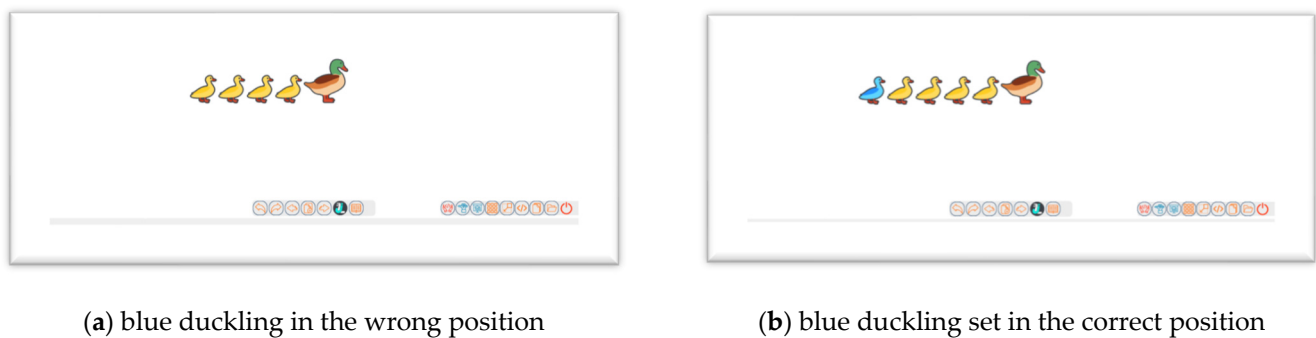 (a) blue duckling in the wrong position
(b) blue duckling set in the correct position